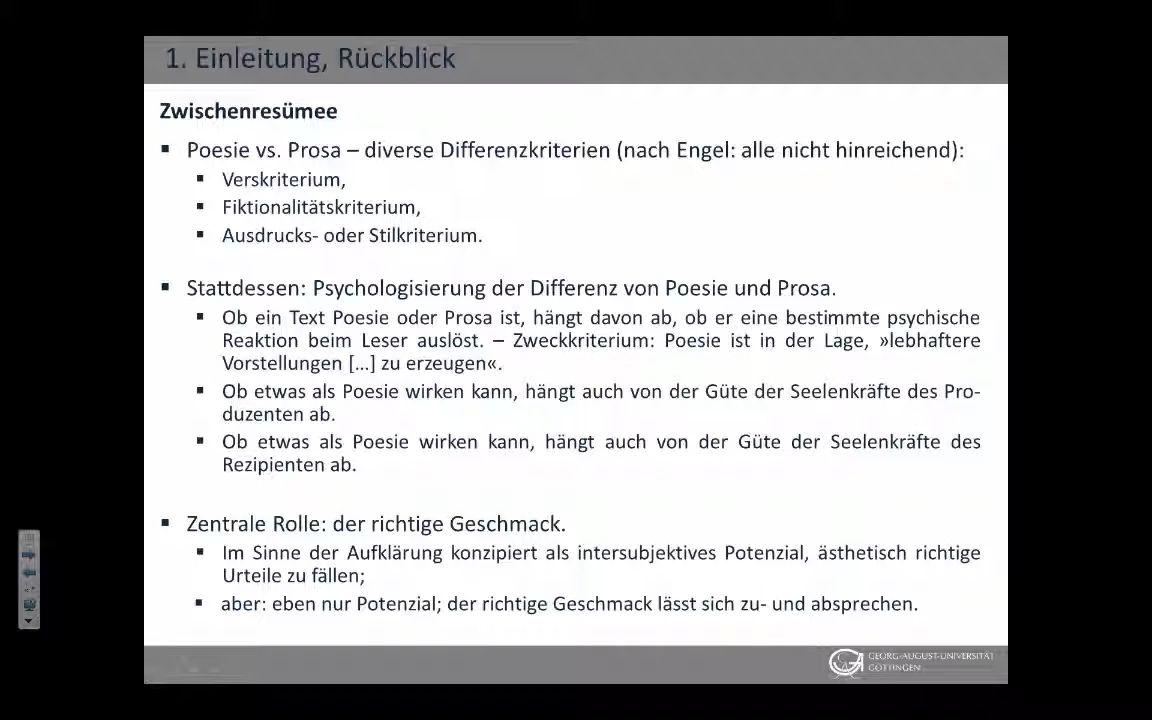 1. Einleitung, Rückblick
Zwischenresümee
▪ Poesie vs. Prosa – diverse Differenzkriterien (nach Engel: alle nicht hinreichend):
▪ Verskriterium,
▪ Fiktionalitätskriterium,
▪ Ausdrucks- oder Stilkriterium.
▪ Stattdessen: Psychologisierung der Differenz von Poesie und Prosa.
▪ Ob ein Text Poesie oder Prosa ist, hängt davon ab, ob er eine bestimmte psychische
Reaktion beim Leser auslöst. – Zweckkriterium: Poesie ist in der Lage, »lebhaftere
Vorstellungen [...] zu erzeugen«.
▪ Ob etwas als Poesie wirken kann, hängt auch von der Güte der Seelenkräfte des Pro-
duzenten ab.
▪ Ob etwas als Poesie wirken kann, hängt auch von der Güte der Seelenkräfte des
Rezipienten ab.
▪ Zentrale Rolle: der richtige Geschmack.
▪ Im Sinne der Aufklärung konzipiert als intersubjektives Potenzial, ästhetisch richtige
Urteile zu fällen;
▪ aber: eben nur Potenzial; der richtige Geschmack lässt sich zu- und absprechen.
GEORG-AUGUST-UNIVERSITÄT
GÖTTINGEN